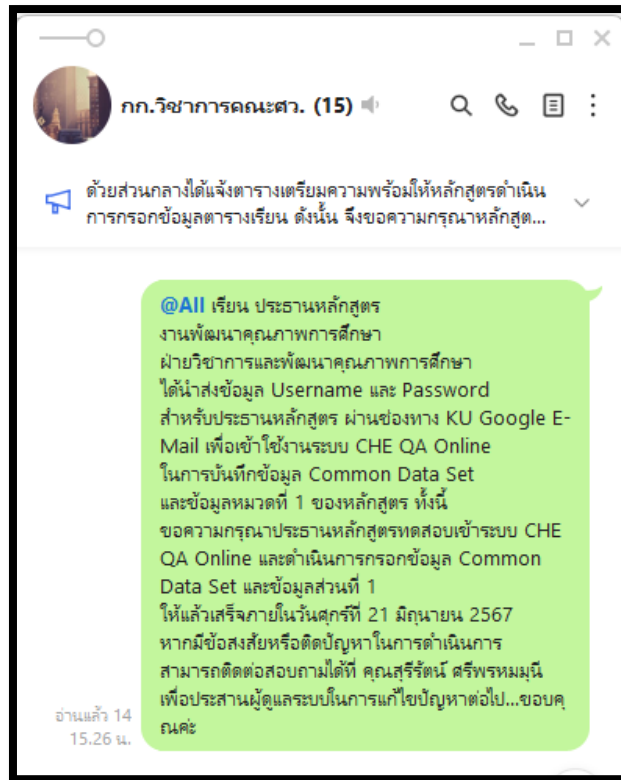 กก.วิชาการคณะศว. (15)
ด้วยส่วนกลางได้แจ้งตารางเตรียมความพร้อมให้หลักสูตรดำเนิน
การกรอกข้อมูลตารางเรียน ดังนั้น จึงขอความกรุณาหลักสูต...
@All เรียน ประธานหลักสูตร
งานพัฒนาคุณภาพการศึกษา
ฝ่ายวิชาการและพัฒนาคุณภาพการศึกษา
ได้นำส่งข้อมูล Username และ Password
สำหรับประธานหลักสูตร ผ่านช่องทาง KU Google E-
Mail เพื่อเข้าใช้งานระบบ CHE QA Online
ในการบันทึกข้อมูล Common Data Set
และข้อมูลหมวดที่ 1 ของหลักสูตร ทั้งนี้
ขอความกรุณาประธานหลักสูตรทดสอบเข้าระบบ CHE
QA Online และดำเนินการกรอกข้อมูล Common
Data Set และข้อมูลส่วนที่ 1
ให้แล้วเสร็จภายในวันศุกร์ที่ 21 มิถุนายน 2567
หากมีข้อสงสัยหรือติดปัญหาในการดำเนินการ
สามารถติดต่อสอบถามได้ที่ คุณสุรีรัตน์ ศรีพรหมมุนี
เพื่อประสานผู้ดูแลระบบในการแก้ไขปัญหาต่อไป...ขอบคุ
ณค่ะ
อ่านแล้ว 14
15.26 น.